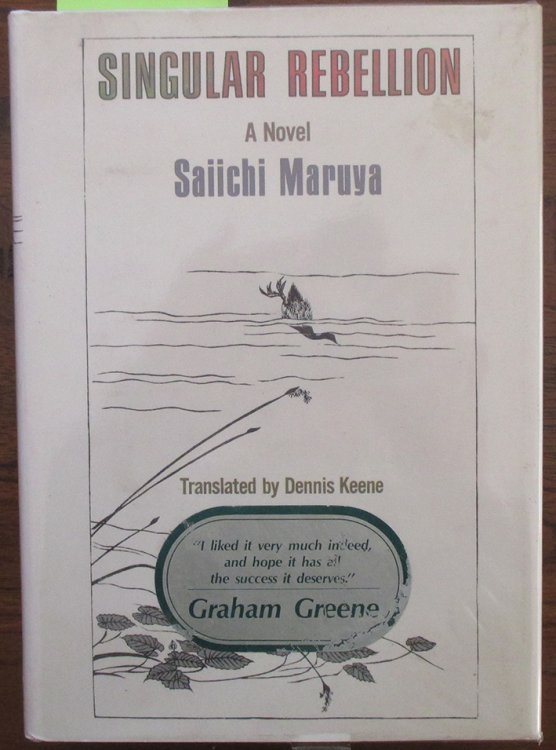 SINGULAR REBELLION
A Novel
Saiichi Maruya
Translated by Dennis Keene
"I liked it very much indeed,
and hope it has all
the success it deserves."
Graham Greene